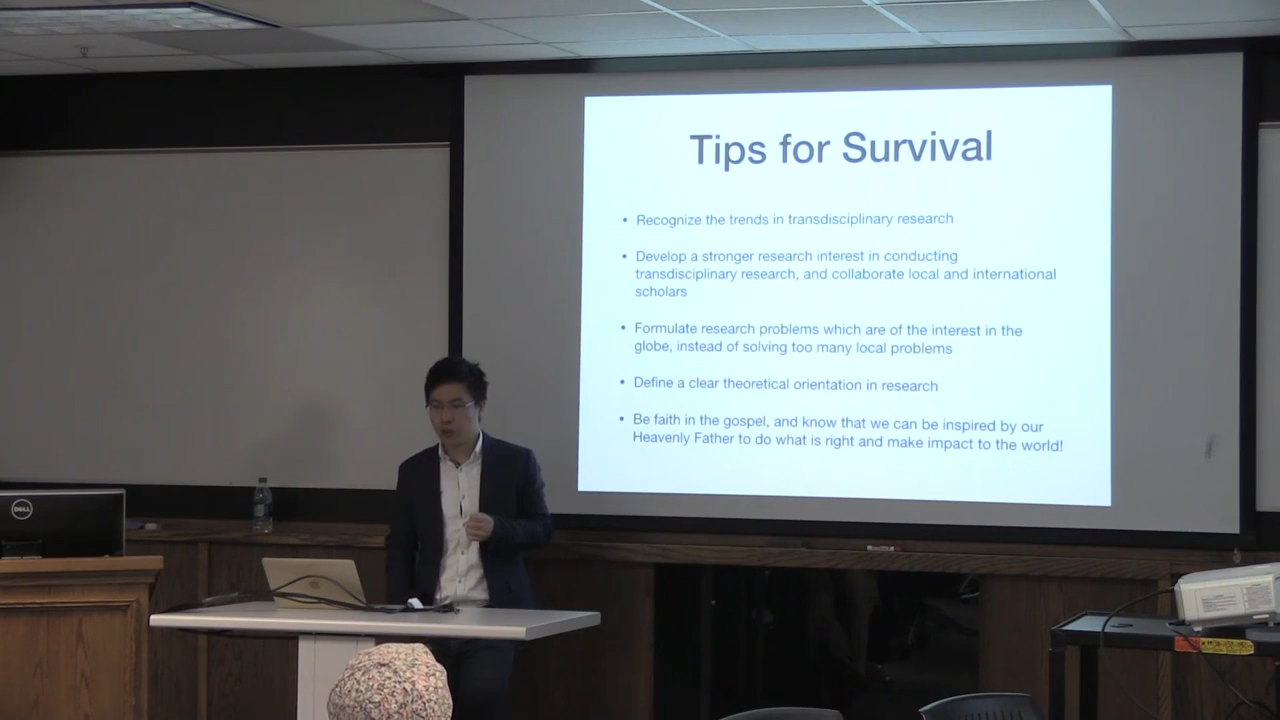 Tips for Survival
• Recognize the trends in transdisciplinary research
• Develop a stronger research interest in conducting
transdisciplinary research, and collaborate local and international
scholars
• Formulate research problems which are of the interest in the
globe, instead of solving too many local problems
• Define a clear theoretical orientation in research
• Be faith in the gospel, and know that we can be inspired by our
Heavenly Father to do what is right and make impact to the world!
DELL